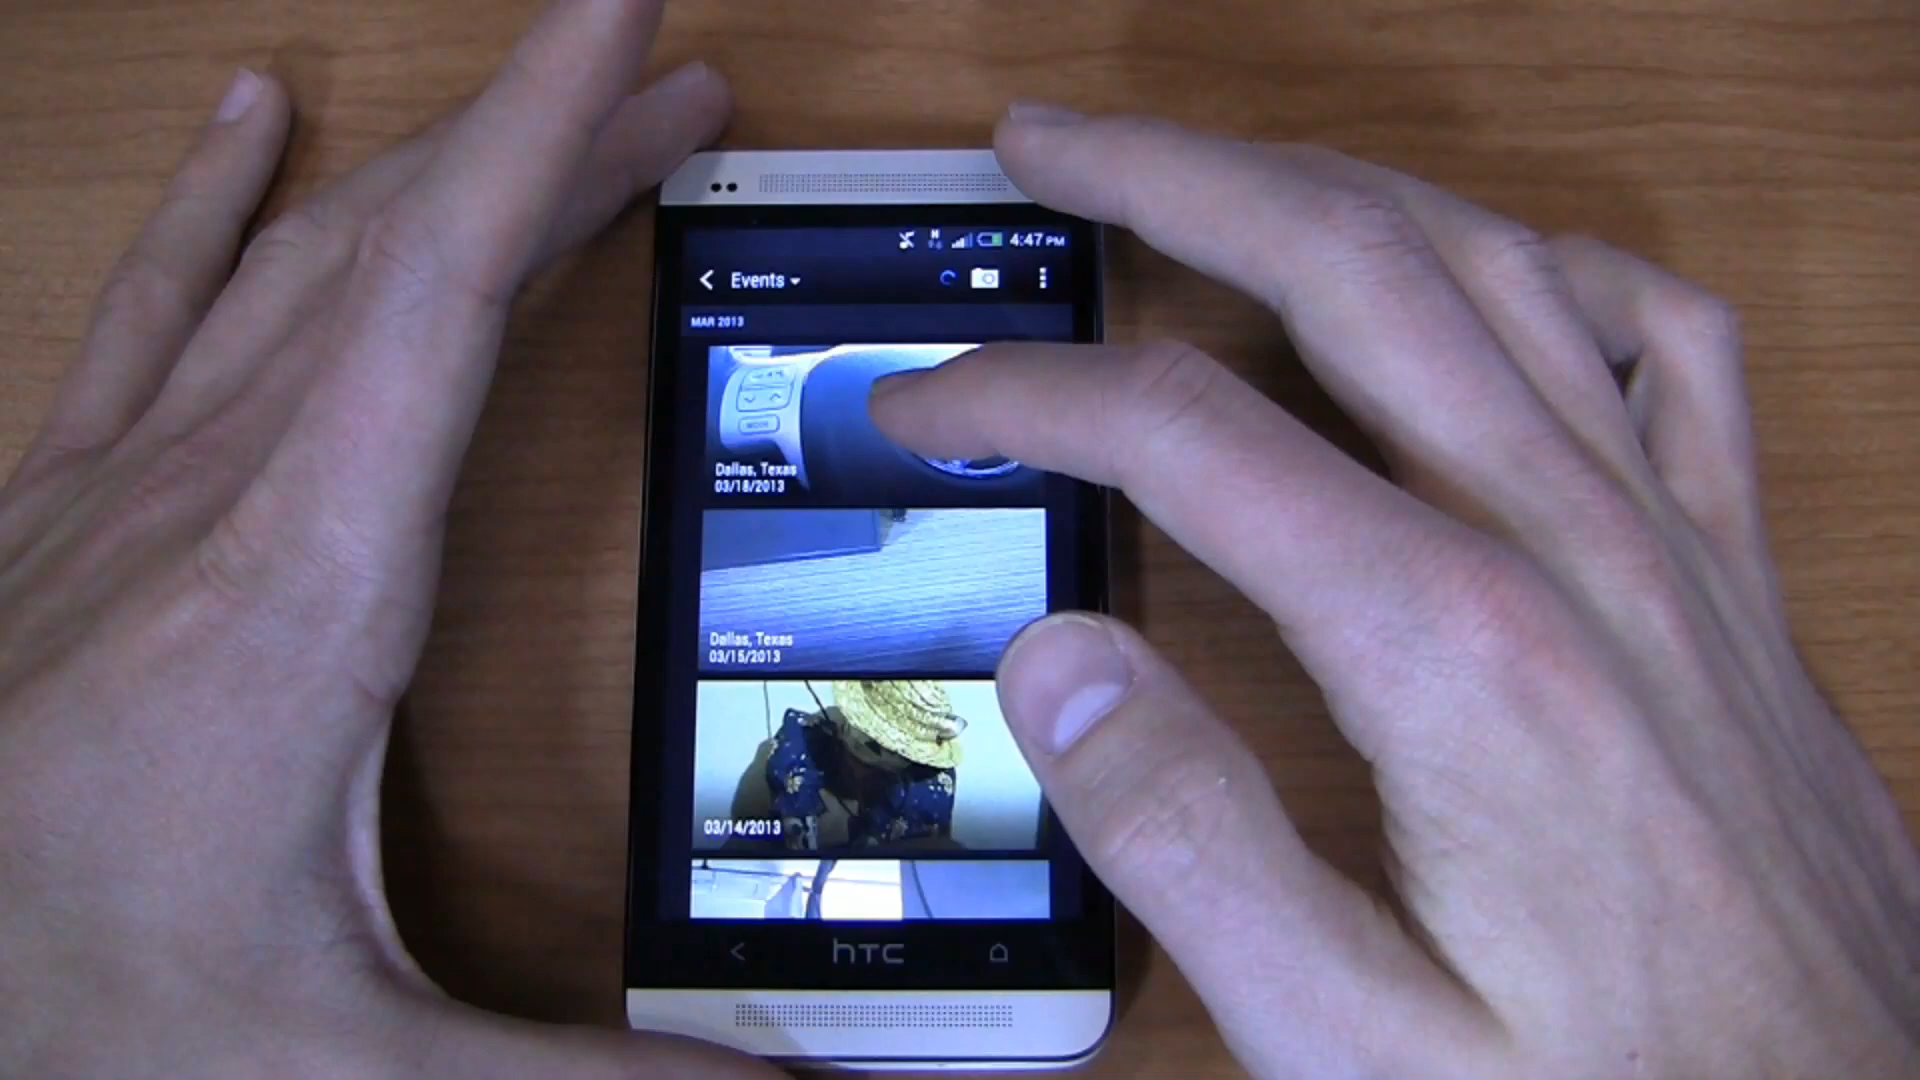 4:47 PM
Events
MAR 2013
MODE
Dallas, Texas
03/18/2013
Dallas, Texas
03/15/2013
03/14/2013
hTC